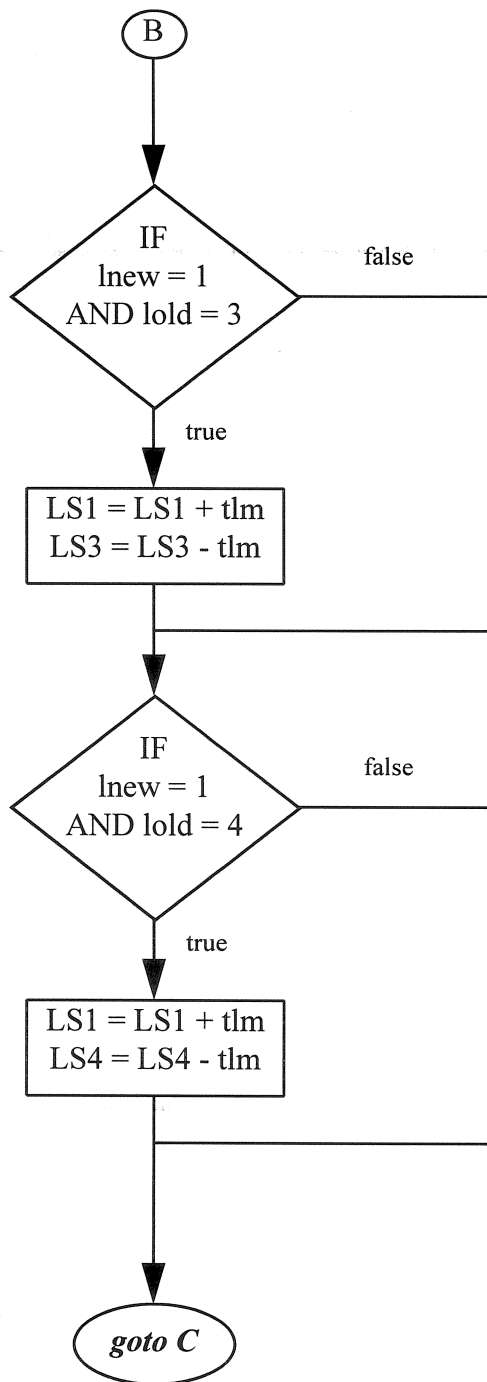 B
IF
lnew = 1
AND lold = 3
false
true
LS1 = LS1 + tlm
LS3 = LS3 - tlm
IF
lnew = 1
AND lold = 4
false
true
LS1 = LS1 + tlm
LS4 = LS4 - tlm
goto C